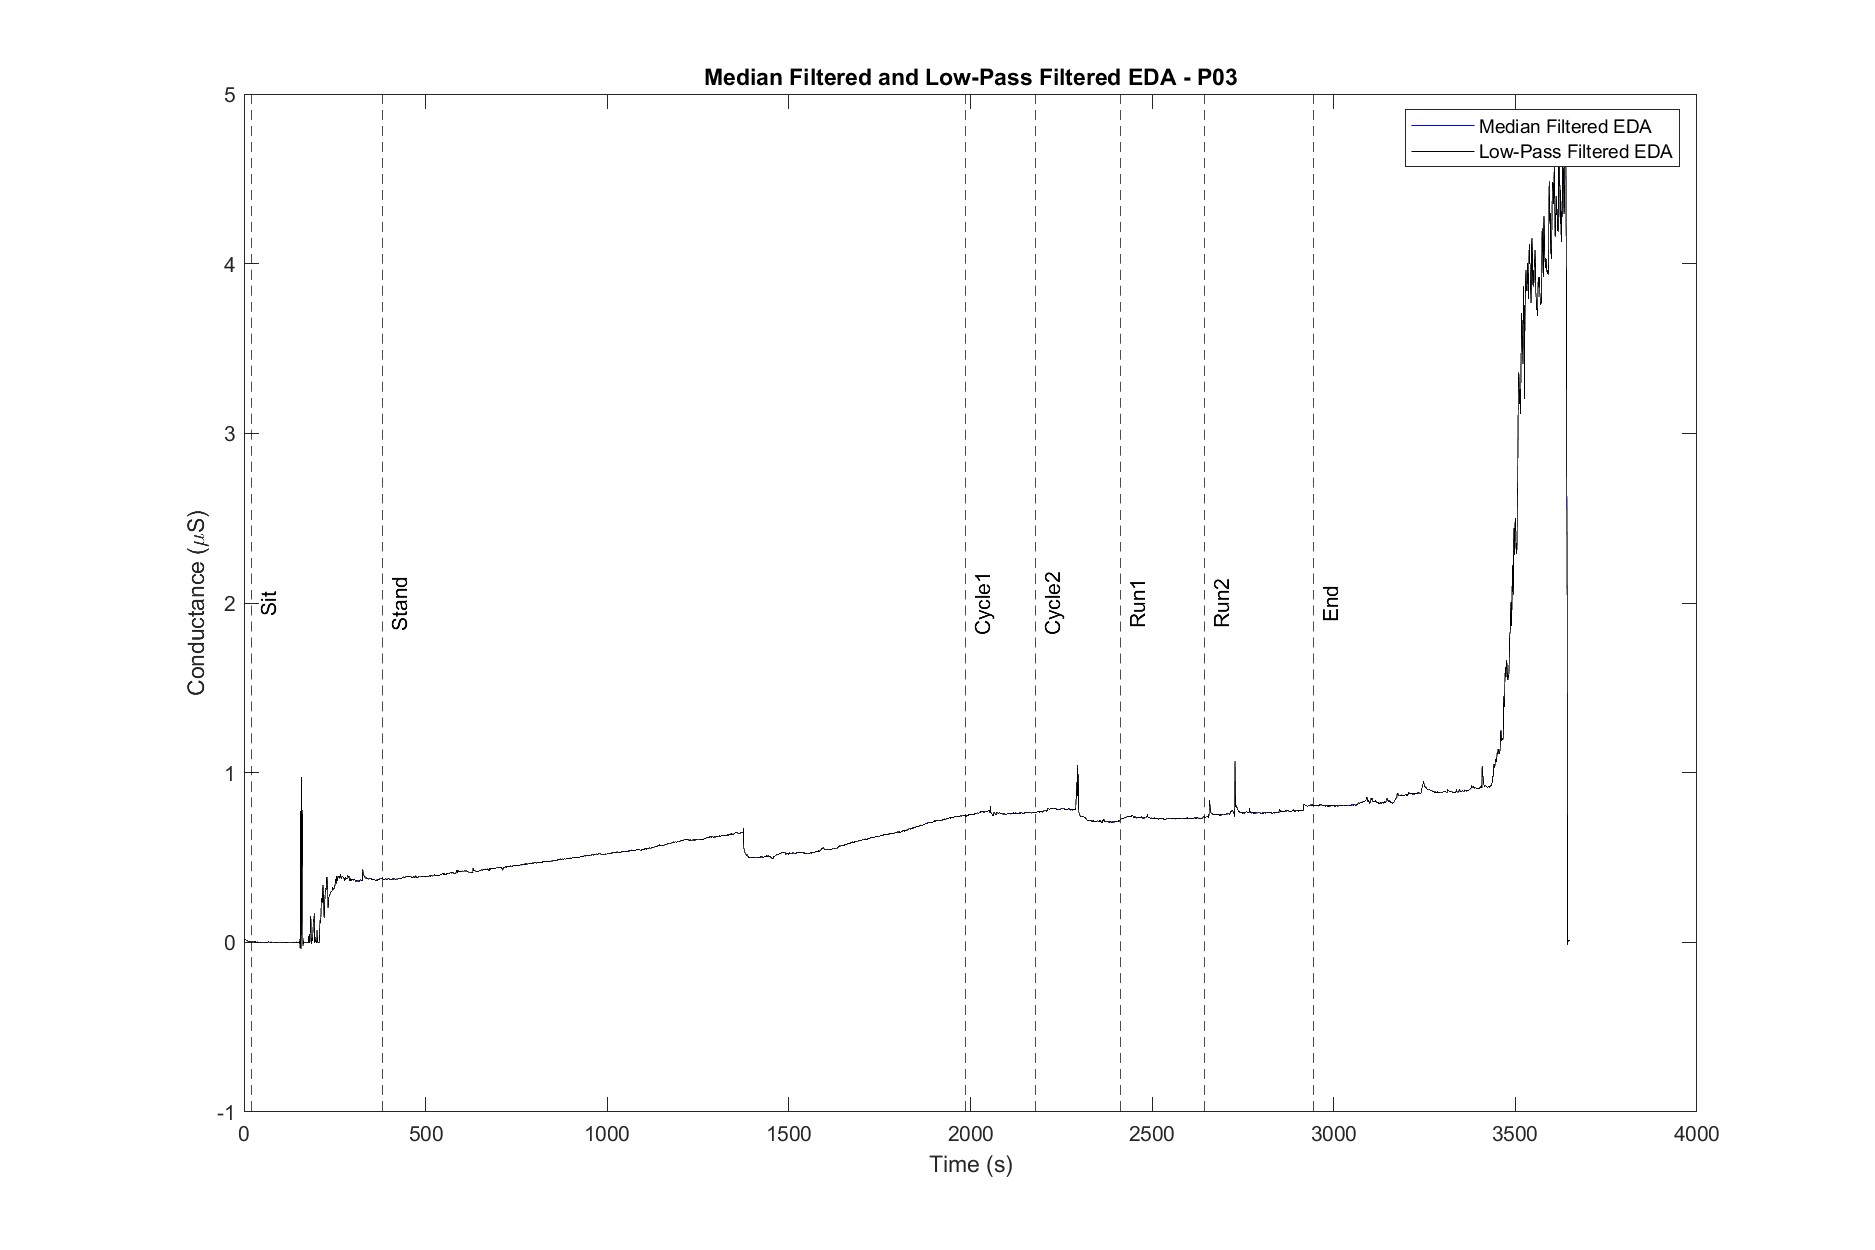 Median Filtered and Low-Pass Filtered EDA - P03
Median Filtered EDA
Low-Pass Filtered EDA
5
4
3
2
1
0
-1
Conductance (μS)
Sit
Stand
Cycle1
Cycle2
Run1
Run2
End
0 500 1000 1500 2000 2500 3000 3500 4000
Time (s)